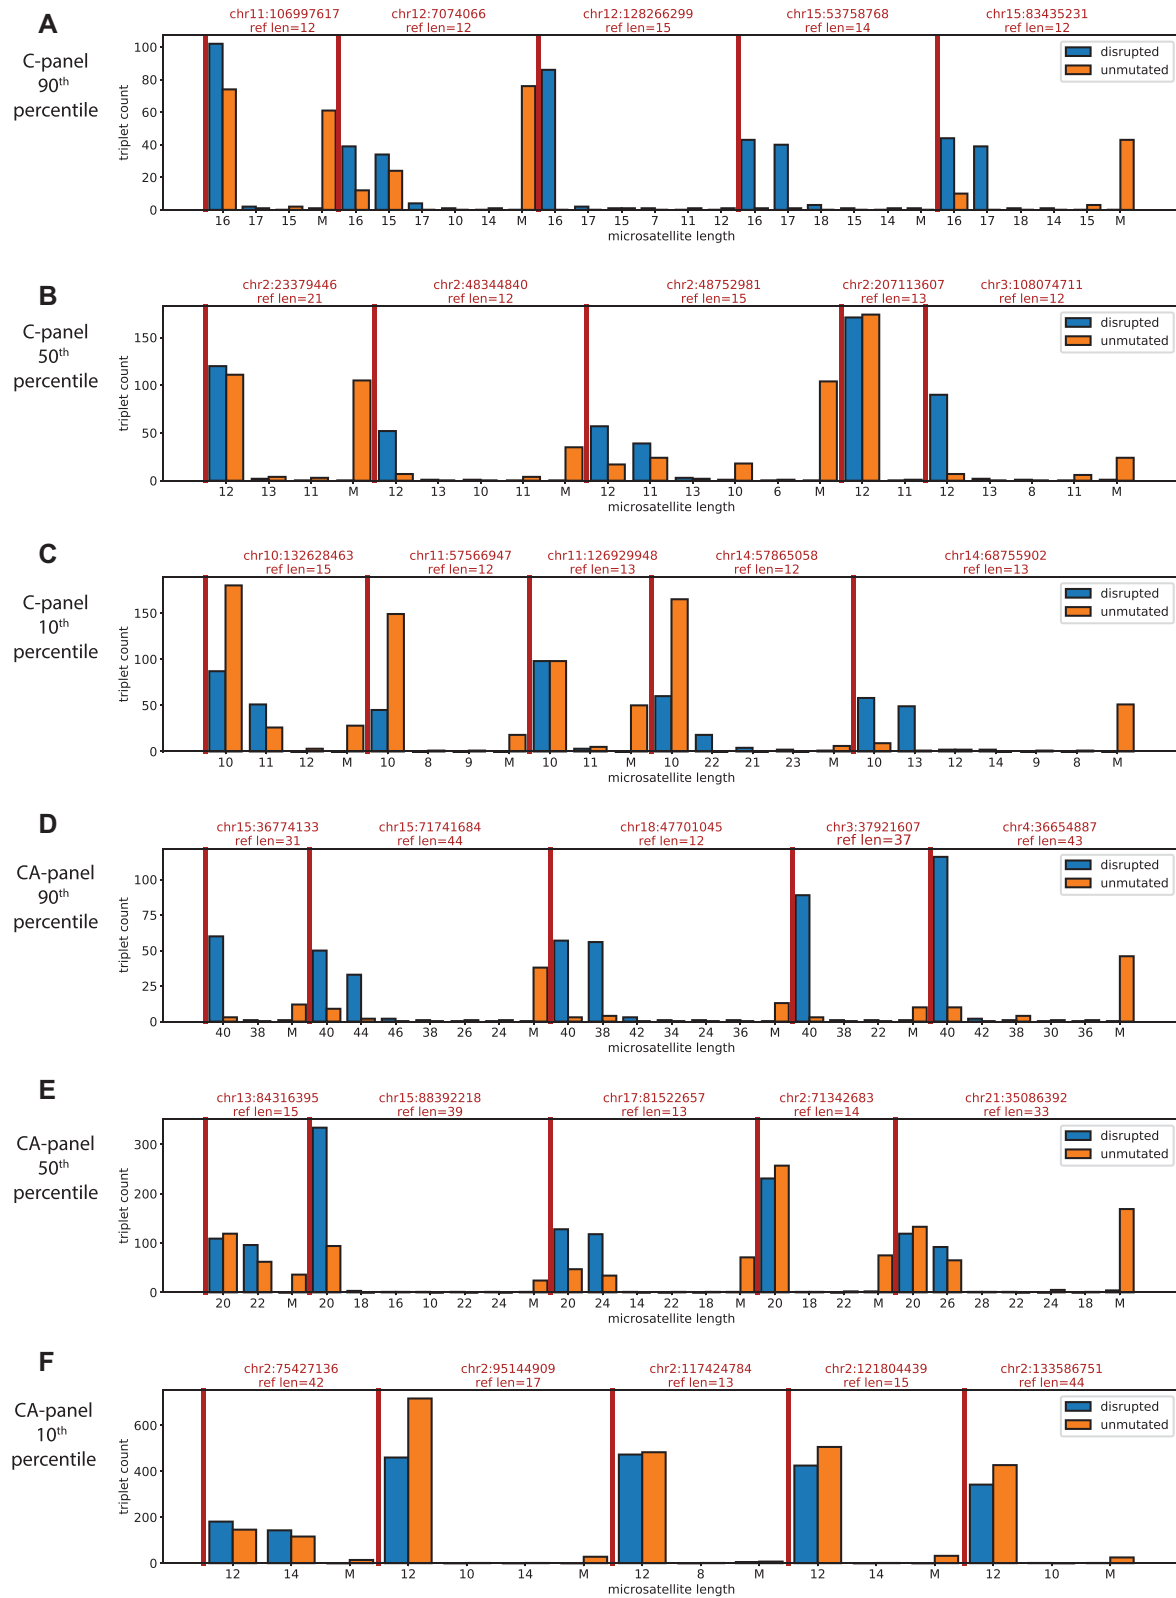 A
C-panel
90th
percentile
chr11:106997617 chr12:7074066 chr12:128266299 chr15:53758768 chr15:83435231
ref len=12 ref len=12 ref len=15 ref len=14 ref len=12
disrupted
unmutated
triplet count
100
80
60
40
20
0
16 17 15 M 16 15 17 10 14 M 16 17 15 7 11 12 16 17 18 15 14 M 16 17 18 14 15 M
microsatellite length
B
C-panel
50th
percentile
chr2:23379446 chr2:48344840 chr2:48752981 chr2:207113607 chr3:108074711
ref len=21 ref len=12 ref len=15 ref len=13 ref len=12
disrupted
unmutated
triplet count
150
100
50
0
12 13 11 M 12 13 10 11 M 12 11 13 10 6 M 12 11 12 13 8 11 M
microsatellite length
C
C-panel
10th
percentile
chr10:132628463 chr11:57566947 chr11:126929948 chr14:57865058 chr14:68755902
ref len=15 ref len=12 ref len=13 ref len=12 ref len=13
disrupted
unmutated
triplet count
150
100
50
0
10 11 12 M 10 8 9 M 10 11 M 10 22 21 23 M 10 13 12 14 9 8 M
microsatellite length
D
CA-panel
90th
percentile
chr15:36774133 chr15:71741684 chr18:47701045 chr3:37921607 chr4:36654887
ref len=31 ref len=44 ref len=12 ref len=37 ref len=43
disrupted
unmutated
triplet count
100
75
50
25
0
40 38 M 40 44 46 38 26 24 M 40 38 42 34 24 36 M 40 38 22 M 40 42 38 30 36 M
microsatellite length
E
CA-panel
50th
percentile
chr13:84316395 chr15:88392218 chr17:81522657 chr2:71342683 chr21:35086392
ref len=15 ref len=39 ref len=13 ref len=14 ref len=33
disrupted
unmutated
triplet count
300
200
100
0
20 22 M 20 18 16 10 22 24 M 20 24 14 22 18 M 20 18 22 M 20 26 28 22 24 18 M
microsatellite length
F
CA-panel
10th
percentile
chr2:75427136 chr2:95144909 chr2:117424784 chr2:121804439 chr2:133586751
ref len=42 ref len=17 ref len=13 ref len=15 ref len=44
disrupted
unmutated
triplet count
600
400
200
0
12 14 M 12 10 14 M 12 8 M 12 14 M 12 10 M
microsatellite length